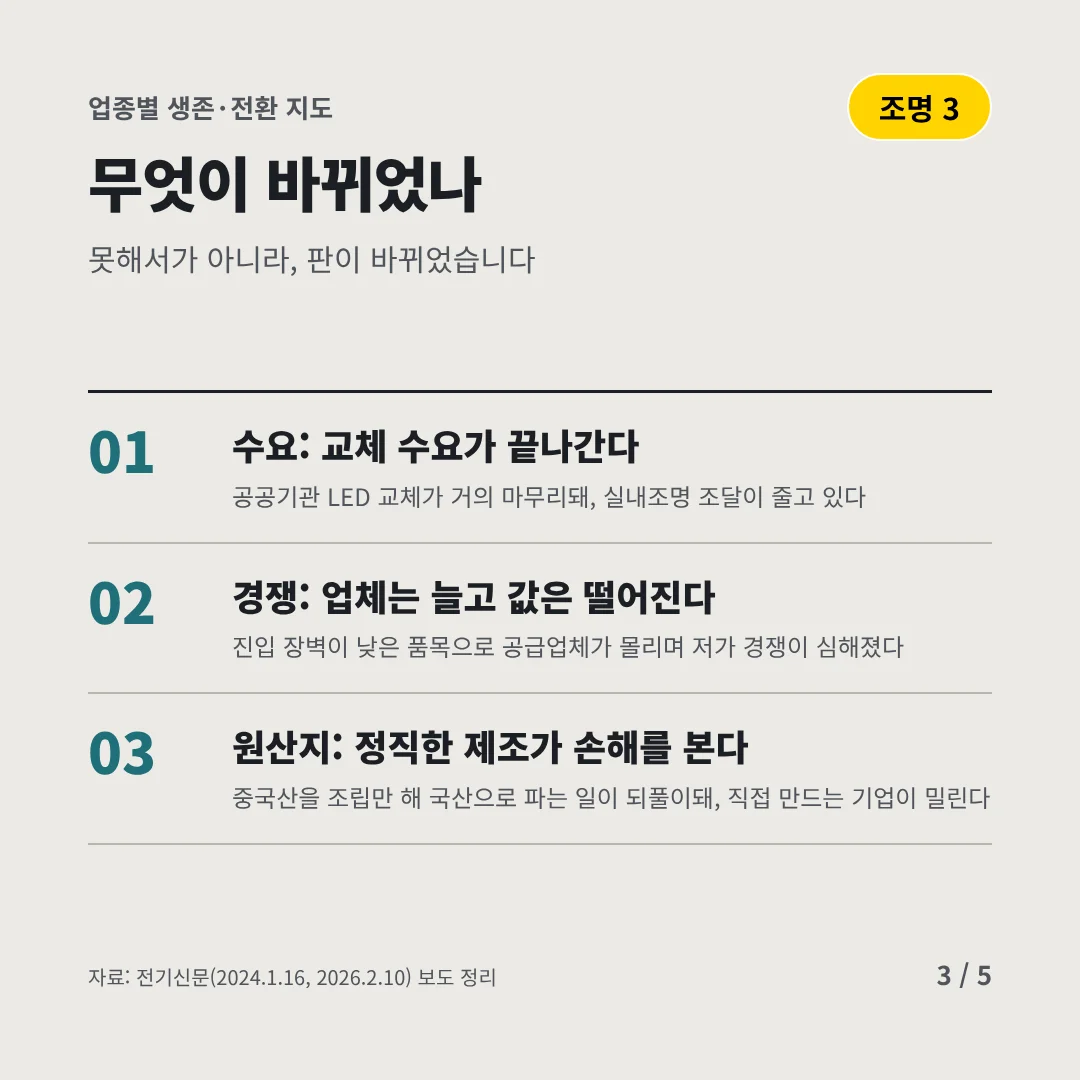 업종별 생존·전환 지도
조명 3
무엇이 바뀌었나
못해서가 아니라, 판이 바뀌었습니다
01
수요: 교체 수요가 끝나간다
공공기관 LED 교체가 거의 마무리돼, 실내조명 조달이 줄고 있다
02
경쟁: 업체는 늘고 값은 떨어진다
진입 장벽이 낮은 품목으로 공급업체가 몰리며 저가 경쟁이 심해졌다
03
원산지: 정직한 제조가 손해를 본다
중국산을 조립만 해 국산으로 파는 일이 되풀이돼, 직접 만드는 기업이 밀린다
자료: 전기신문(2024.1.16, 2026.2.10) 보도 정리
3 / 5